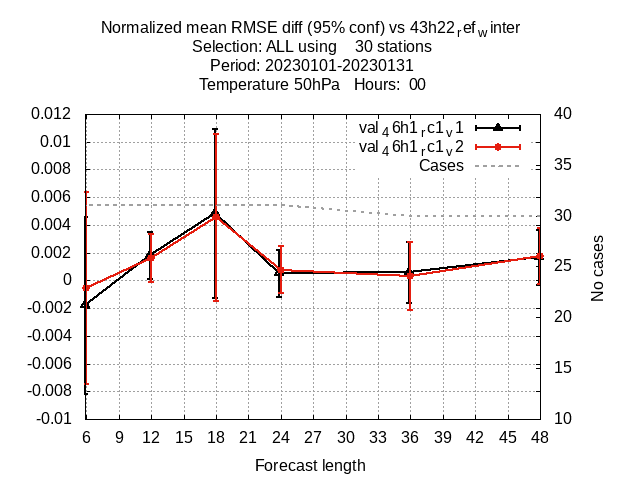 Normalized mean RMSE diff (95% conf) vs 43h22refwinter
Selection: ALL using 30 stations
Period: 20230101-20230131
Temperature 50hPa Hours: 00
val46h1rc1v1
val46h1rc1v2
Cases
0.012
0.01
0.008
0.006
0.004
0.002
0
-0.002
-0.004
-0.006
-0.008
-0.01
40
35
30
25
20
15
10
No cases
6 9 12 15 18 21 24 27 30 33 36 39 42 45 48
Forecast length